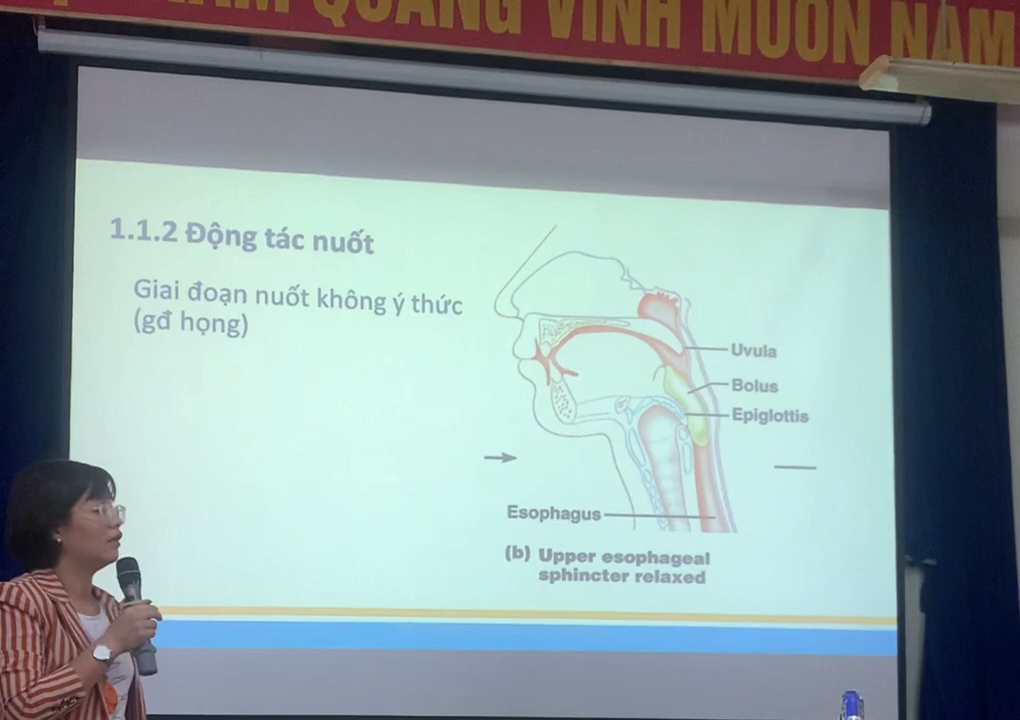 QUANG VINH MUÔN NĂM
1.1.2 Động tác nuốt
Giai đoạn nuốt không ý thức
(gđ họng)
Uvula
Bolus
Epiglottis
Esophagus
(b) Upper esophageal
sphincter relaxed